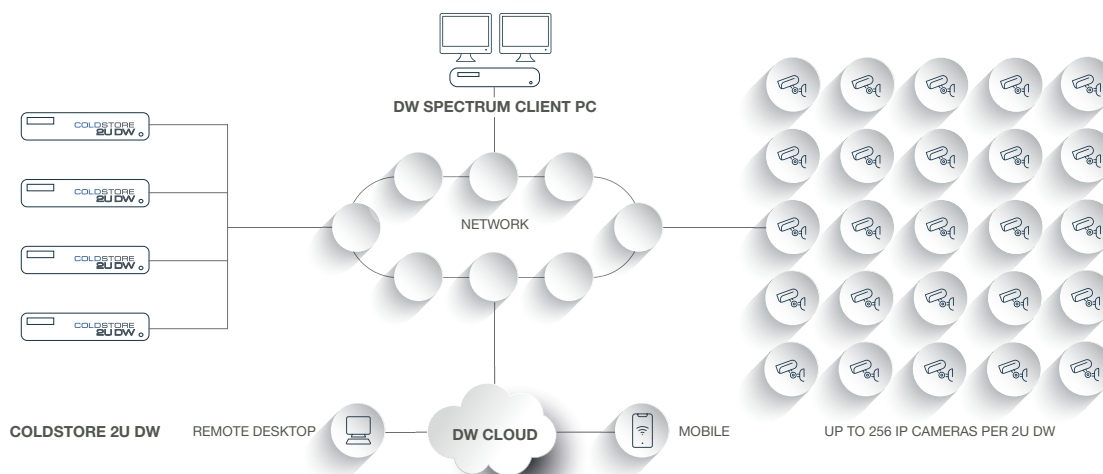 DW SPECTRUM CLIENT PC
COLDSTORE
2U DW
COLDSTORE
2U DW
COLDSTORE
2U DW
COLDSTORE
2U DW
NETWORK
COLDSTORE 2U DW
REMOTE DESKTOP
DW CLOUD
MOBILE
UP TO 256 IP CAMERAS PER 2U DW